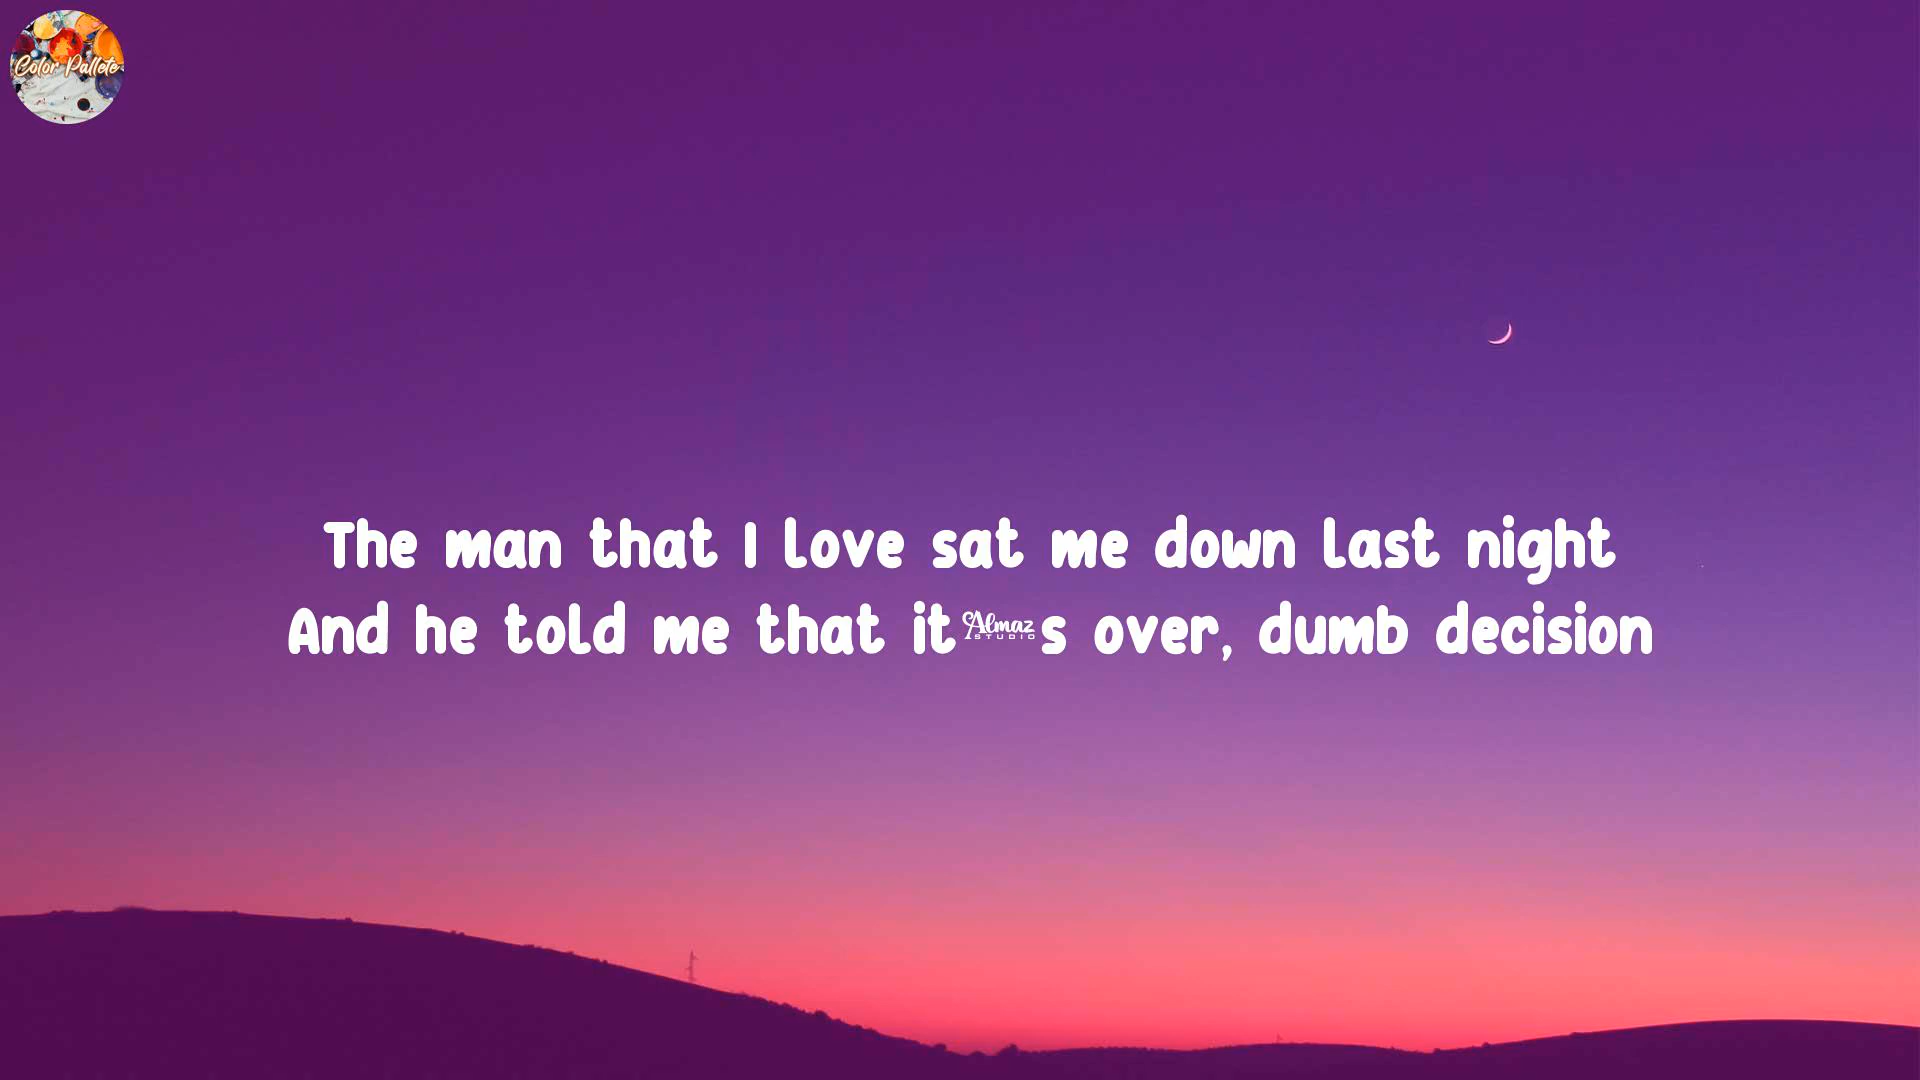 Color Pallete
The man that I love sat me down last night
And he told me that it Almaz STUDIO s over, dumb decision